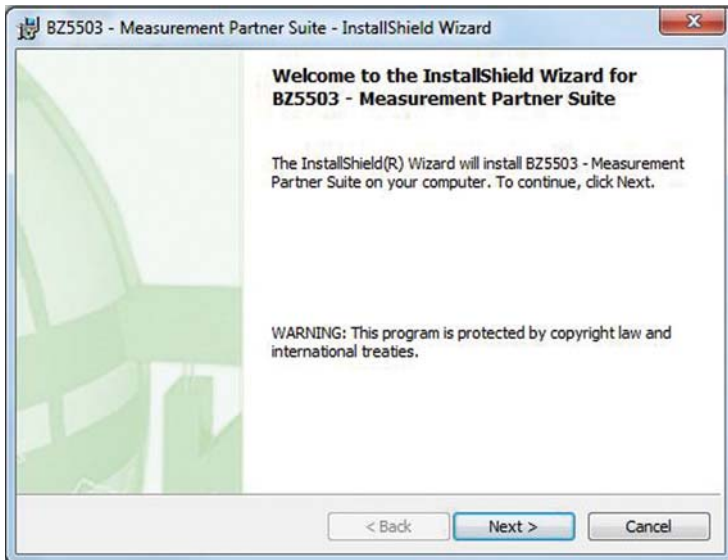 BZ5503 - Measurement Partner Suite - InstallShield Wizard
Welcome to the InstallShield Wizard for
BZ5503 - Measurement Partner Suite
The InstallShield(R) Wizard will install BZ5503 - Measurement
Partner Suite on your computer. To continue, click Next.
WARNING: This program is protected by copyright law and
international treaties.
< Back
Next >
Cancel